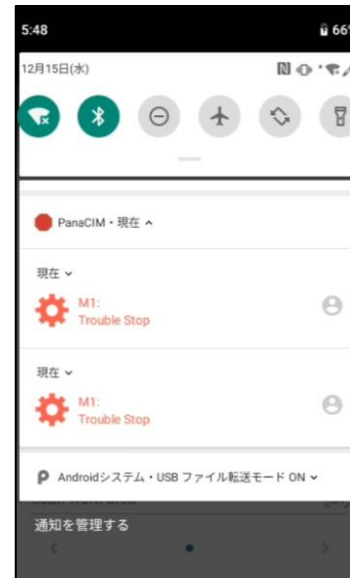 5:48
66%
12月15日(水)
PanaCIM・現在
現在
M1:
Trouble Stop
現在
M1:
Trouble Stop
Androidシステム・USB ファイル転送モード ON
通知を管理する